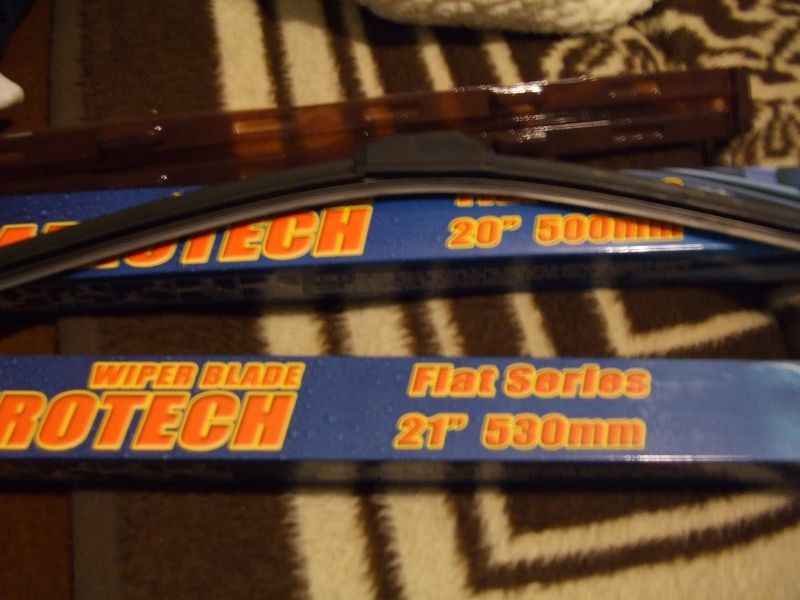 ROTECH
20" 500mm
WIPER BLADE
ROTECH
Flat Series
21" 530mm